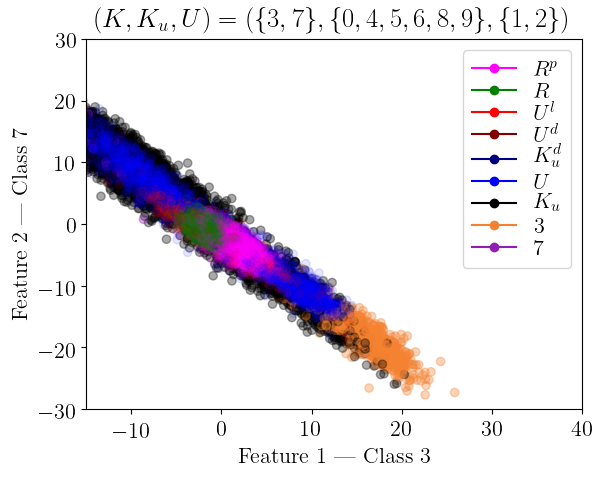 (K, K_u, U) = ({3, 7}, {0, 4, 5, 6, 8, 9}, {1, 2})
30
20
10
0
−10
−20
−30
Feature 2 — Class 7
R^p
R
U^l
U^d
K_u^d
U
K_u
3
7
−10 0 10 20 30 40
Feature 1 — Class 3